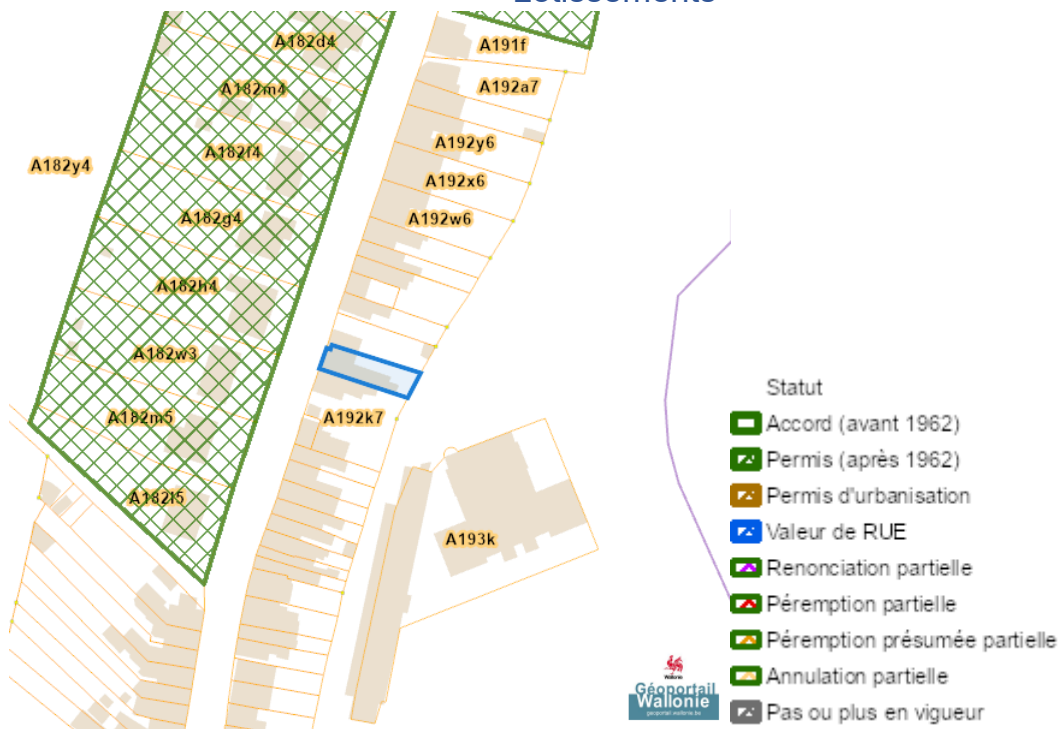 Lotissements
A182d4
A191f
A182m4
A192a7
A182f4
A192y6
A182y4
A192x6
A182g4
A192w6
A182h4
A182w3
A182m5
A192k7
A182l5
A193k
Statut
Accord (avant 1962)
Permis (après 1962)
Permis d'urbanisation
Valeur de RUE
Renonciation partielle
Péremption partielle
Péremption présumée partielle
Annulation partielle
Pas ou plus en vigueur
Wallonie
Géoportail
Wallonie
geoportail.wallonie.be